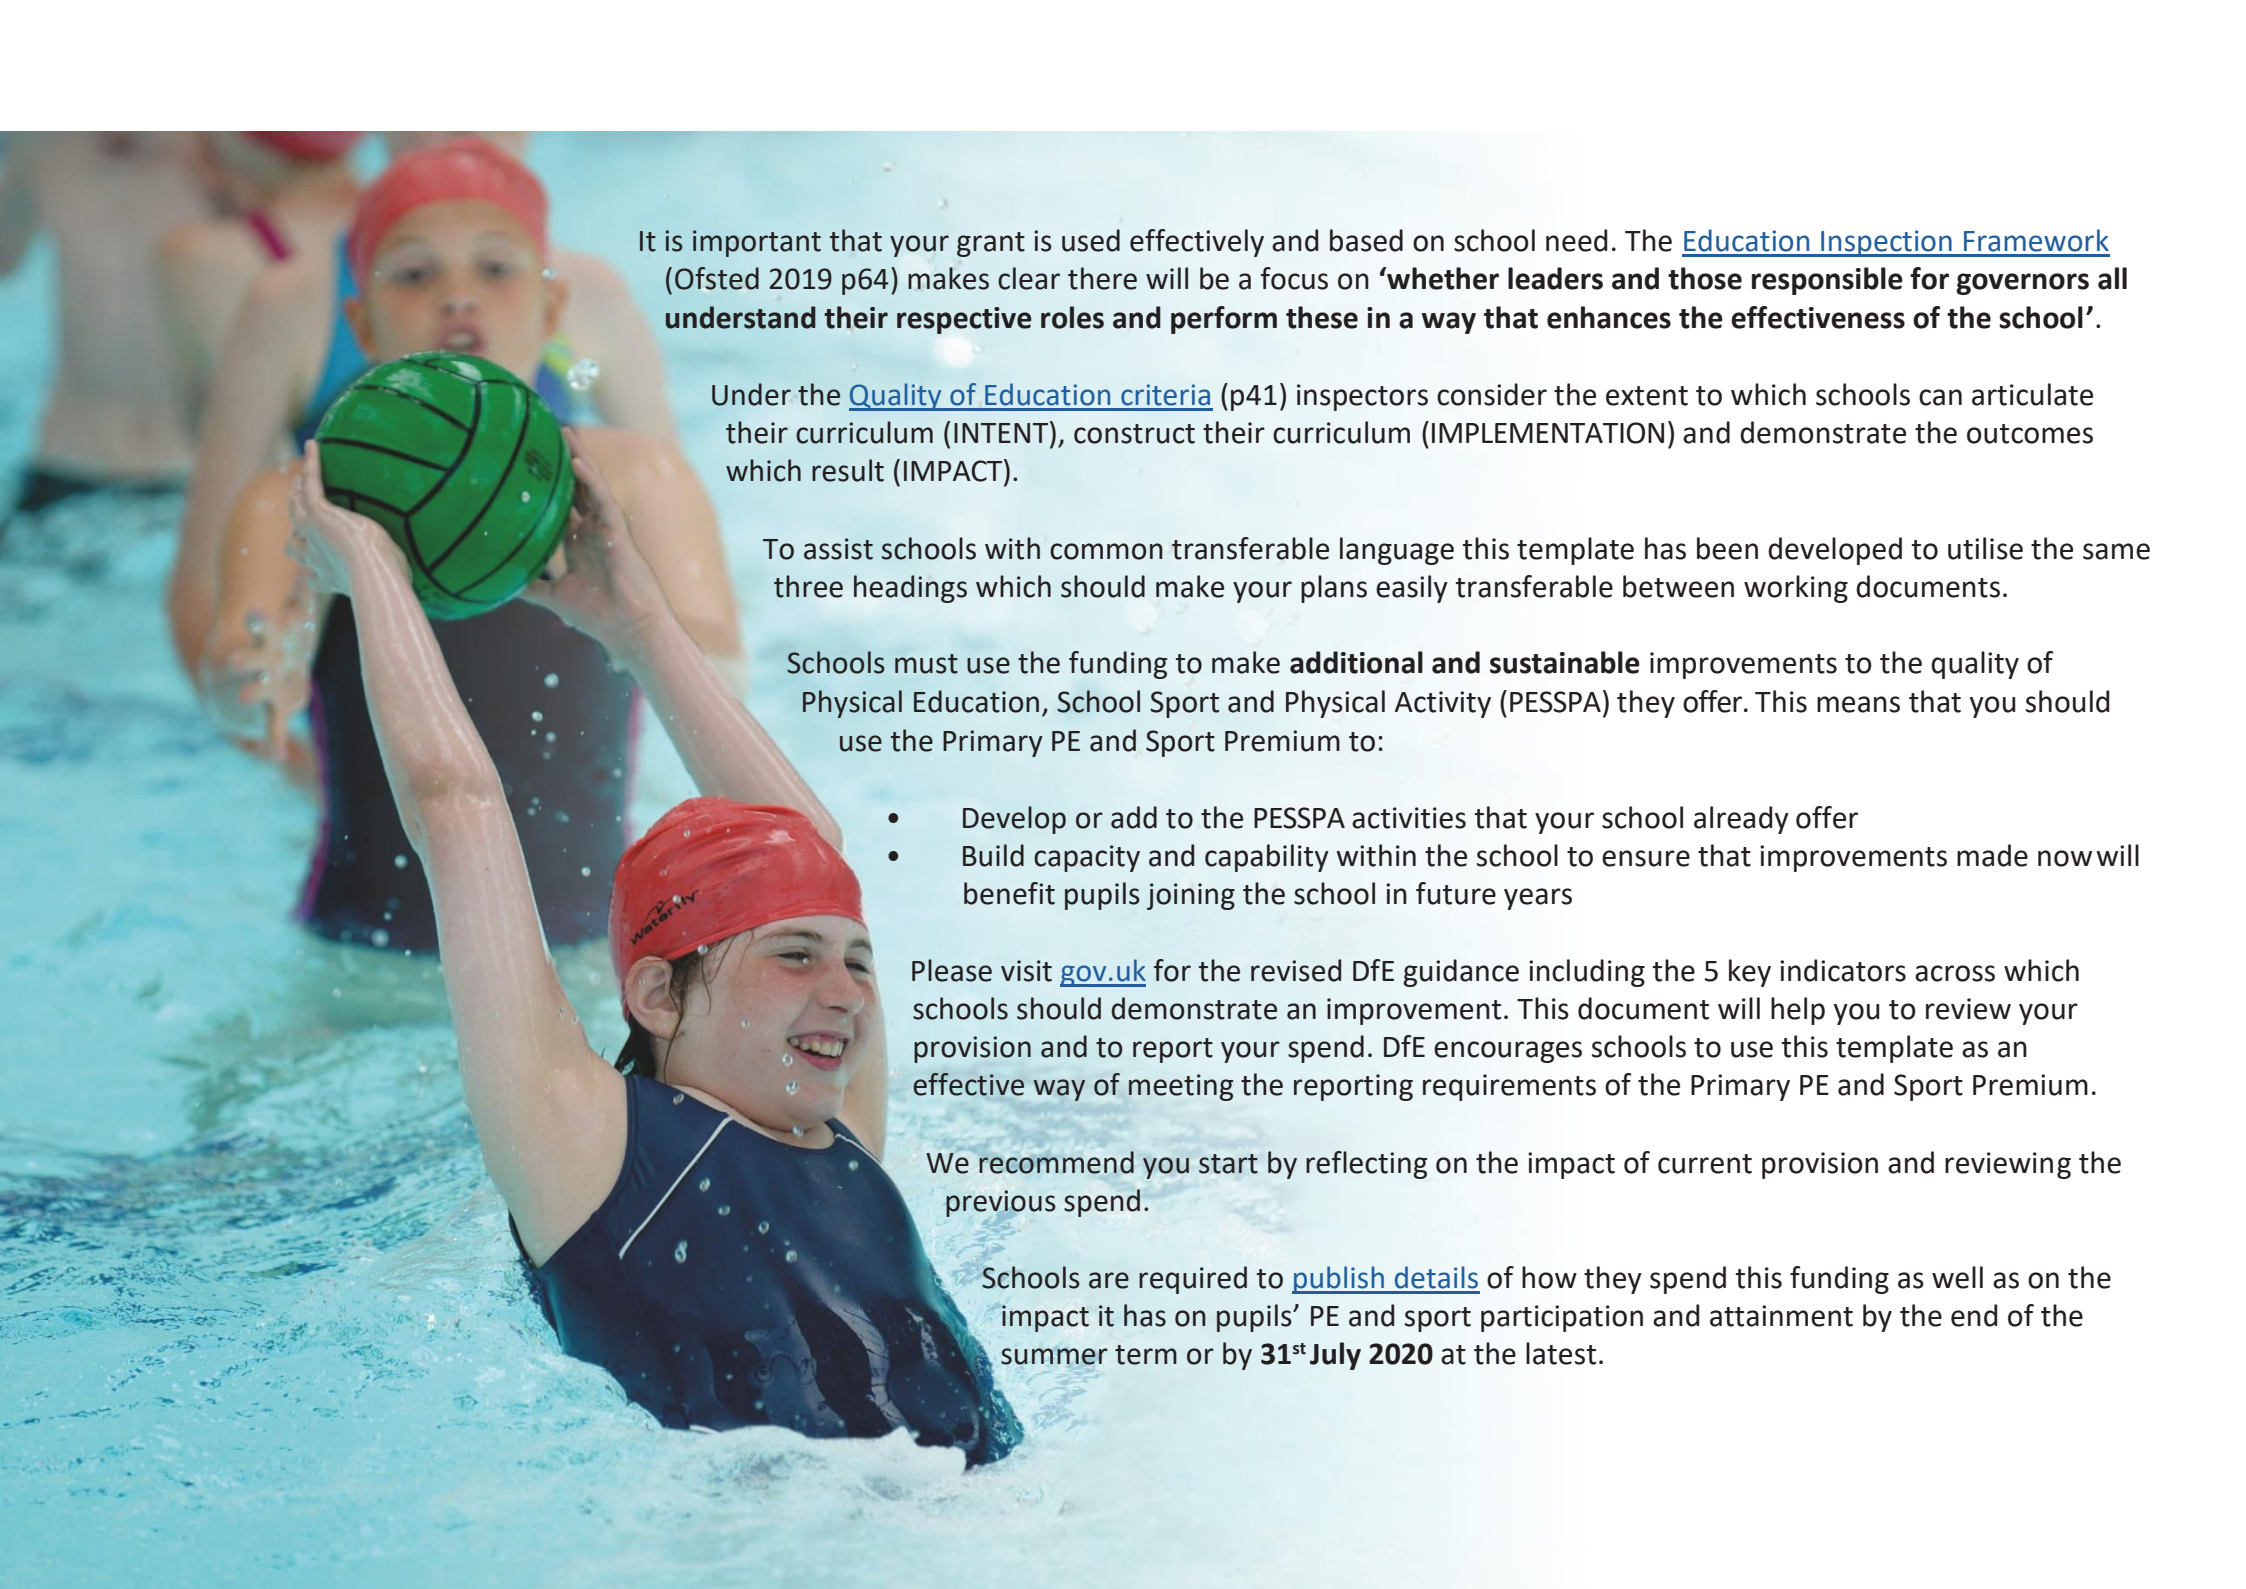 It is important that your grant is used effectively and based on school need. The Education Inspection Framework
(Ofsted 2019 p64) makes clear there will be a focus on ‘whether leaders and those responsible for governors all
understand their respective roles and perform these in a way that enhances the effectiveness of the school’.
Under the Quality of Education criteria (p41) inspectors consider the extent to which schools can articulate
their curriculum (INTENT), construct their curriculum (IMPLEMENTATION) and demonstrate the outcomes
which result (IMPACT).
To assist schools with common transferable language this template has been developed to utilise the same
three headings which should make your plans easily transferable between working documents.
Schools must use the funding to make additional and sustainable improvements to the quality of
Physical Education, School Sport and Physical Activity (PESSPA) they offer. This means that you should
use the Primary PE and Sport Premium to:
• Develop or add to the PESSPA activities that your school already offer
• Build capacity and capability within the school to ensure that improvements made now will
benefit pupils joining the school in future years
Please visit gov.uk for the revised DfE guidance including the 5 key indicators across which
schools should demonstrate an improvement. This document will help you to review your
provision and to report your spend. DfE encourages schools to use this template as an
effective way of meeting the reporting requirements of the Primary PE and Sport Premium.
We recommend you start by reflecting on the impact of current provision and reviewing the
previous spend.
Schools are required to publish details of how they spend this funding as well as on the
impact it has on pupils’ PE and sport participation and attainment by the end of the
summer term or by 31st July 2020 at the latest.